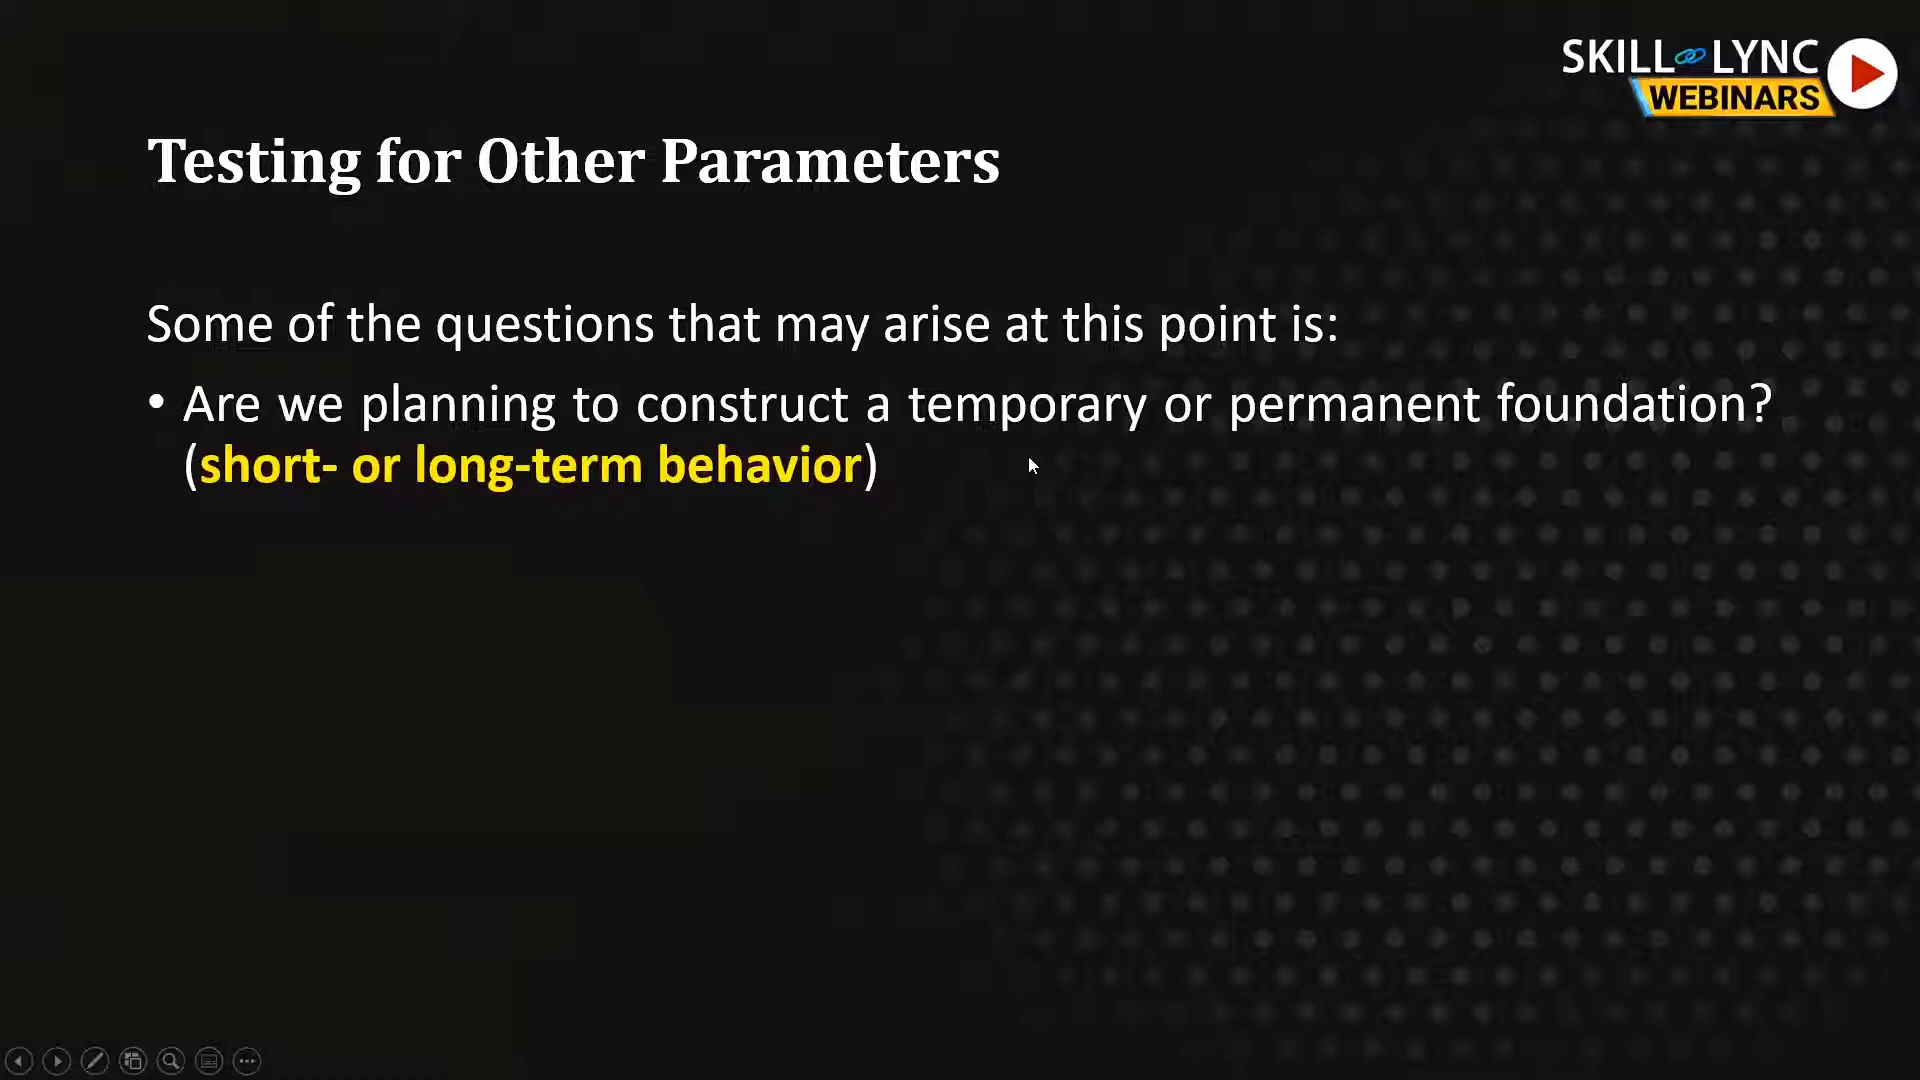 SKILL LYNC
WEBINARS
Testing for Other Parameters
Some of the questions that may arise at this point is:
• Are we planning to construct a temporary or permanent foundation?
(short- or long-term behavior)